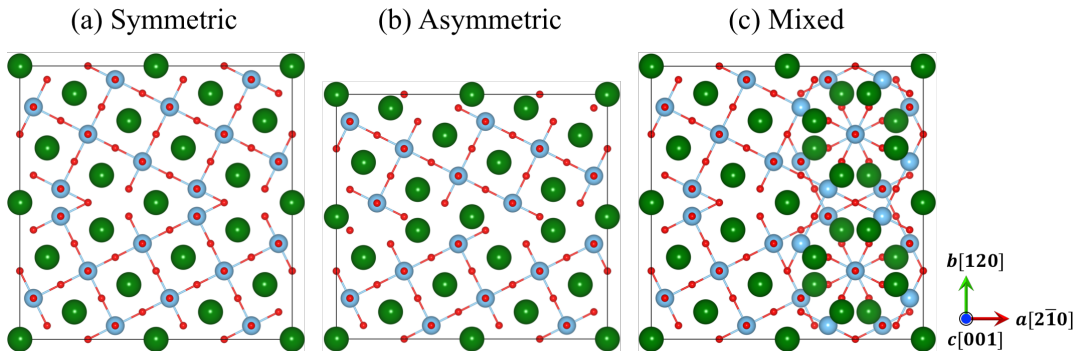 (a) Symmetric
(b) Asymmetric
(c) Mixed
b[120]
a[21̄0]
c[001]